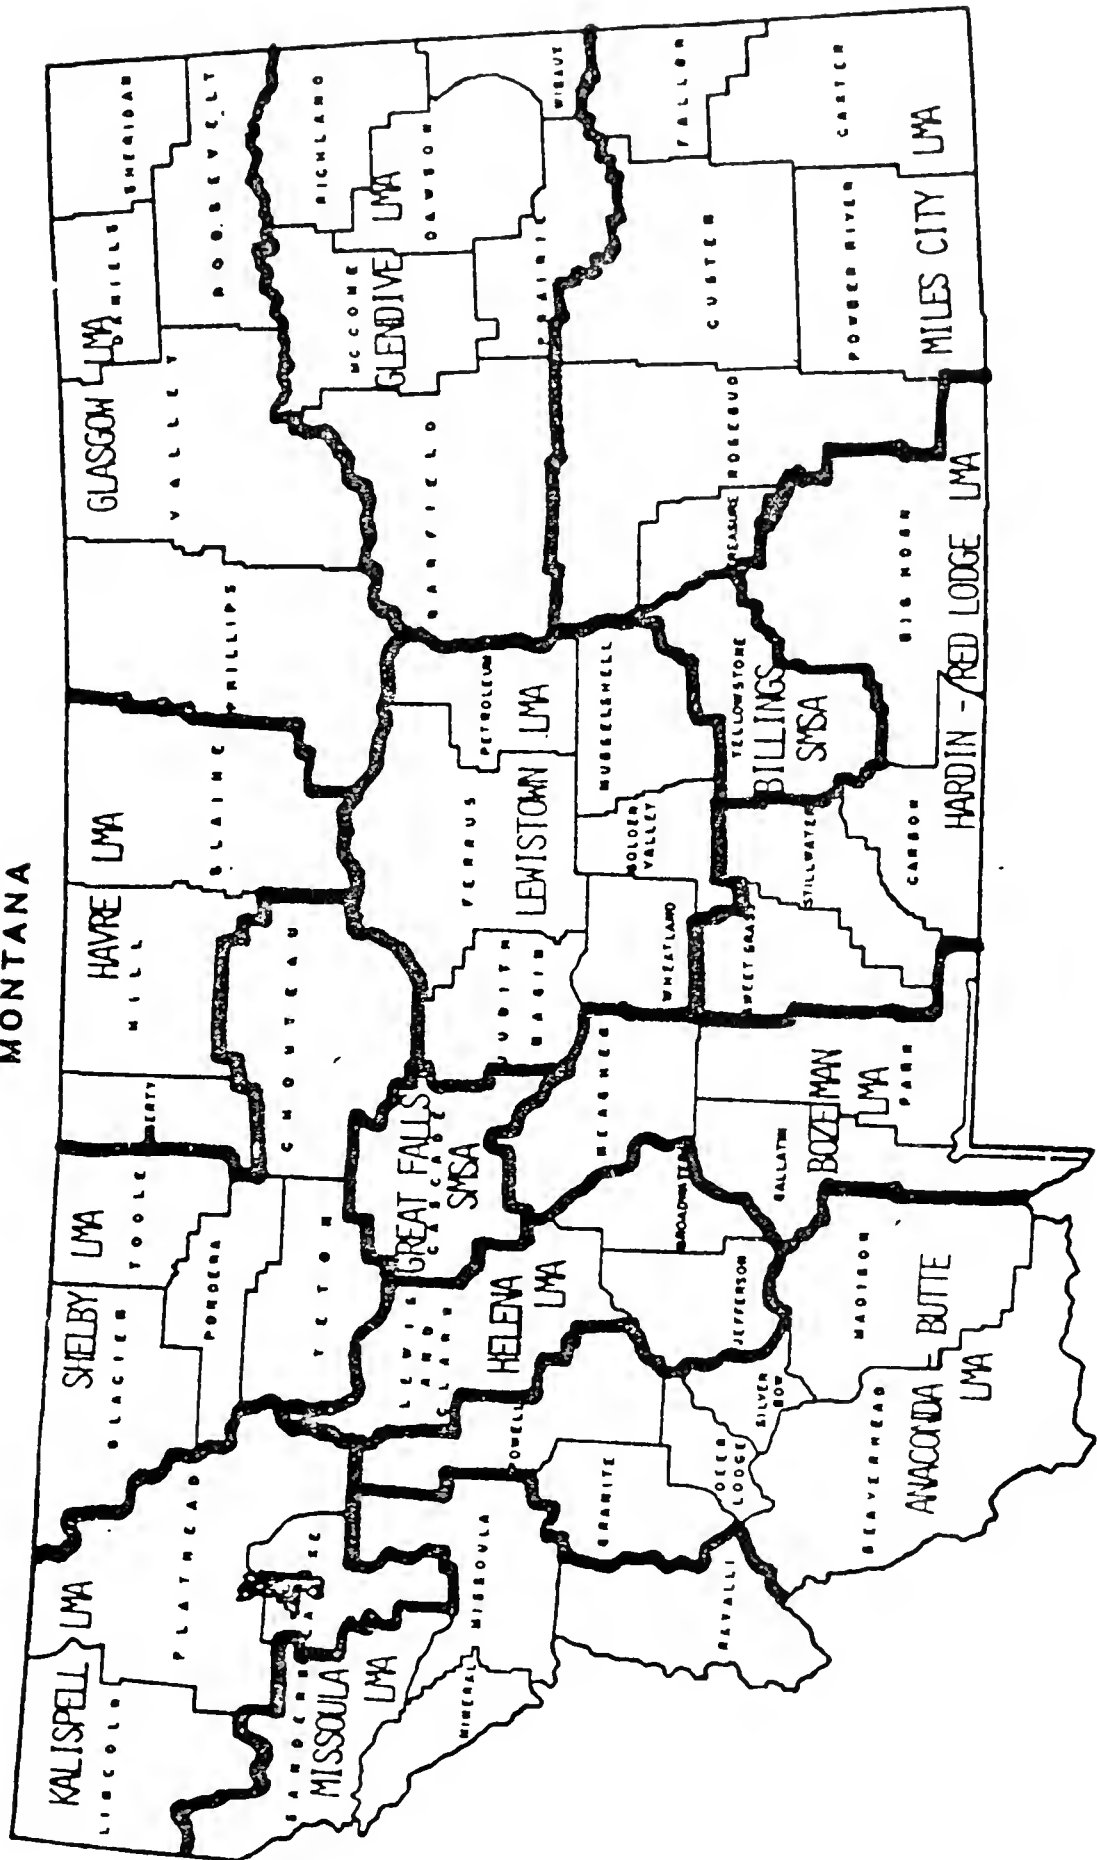 MONTANA
KALISPELL LMA
LINCOLN
FLATHEAD
SHELBY LMA
GLACIER
TOOLE
PONDERA
TETON
HAVRE LMA
HILL
BLAINE
CHOUTEAU
PHILLIPS
GLASGOW LMA
VALLEY
DANIELS
SHERIDAN
ROOSEVELT
RICHLAND
MC CONE
GLENDIVE LMA
DAWSON
WIBAUX
PRAIRIE
GARFIELD
PETROLEUM
FERGUS
LEWISTOWN LMA
JUDITH
BASIN
GREAT FALLS
CASCADE
SMSA
LEWIS
AND
CLARK
HELENA
LMA
POWELL
SANDERS
MISSOULA
LMA
MINERAL
MISSOULA
GRANITE
RAVALLI
DEER
LODGE
SILVER
BOW
JEFFERSON
BROADWATER
MEAGHER
WHEATLAND
GOLDEN
VALLEY
MUSSELSHELL
TREASURE
ROSEBUD
CUSTER
FALLON
CARTER
POWDER RIVER
MILES CITY LMA
YELLOWSTONE
BILLINGS
SMSA
BIG HORN
HARDIN - RED LODGE LMA
STILLWATER
SWEET GRASS
CARBON
PARK
BOZEMAN
LMA
GALLATIN
MADISON
BEAVERHEAD
ANACONDA - BUTTE
LMA